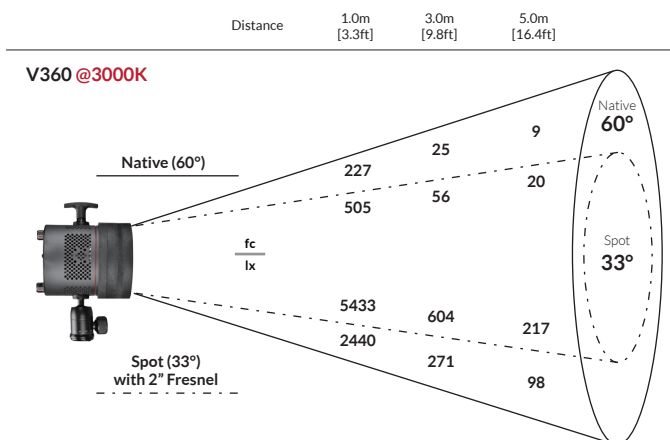 Distance 1.0m 3.0m 5.0m
[3.3ft] [9.8ft] [16.4ft]
V360 @3000K
Native
60°
9
25
Native (60°)
227
20
56
505
Spot
33°
fc
lx
5433
604
217
2440
271
98
Spot (33°)
with 2” Fresnel